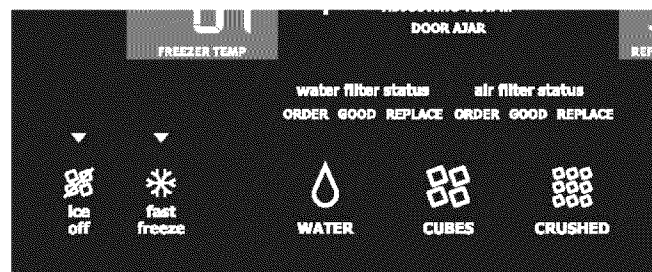 DOOR AJAR
FREEZER TEMP
water filter status air filter status
ORDER GOOD REPLACE ORDER GOOD REPLACE
ice off
fast freeze
WATER
CUBES
CRUSHED